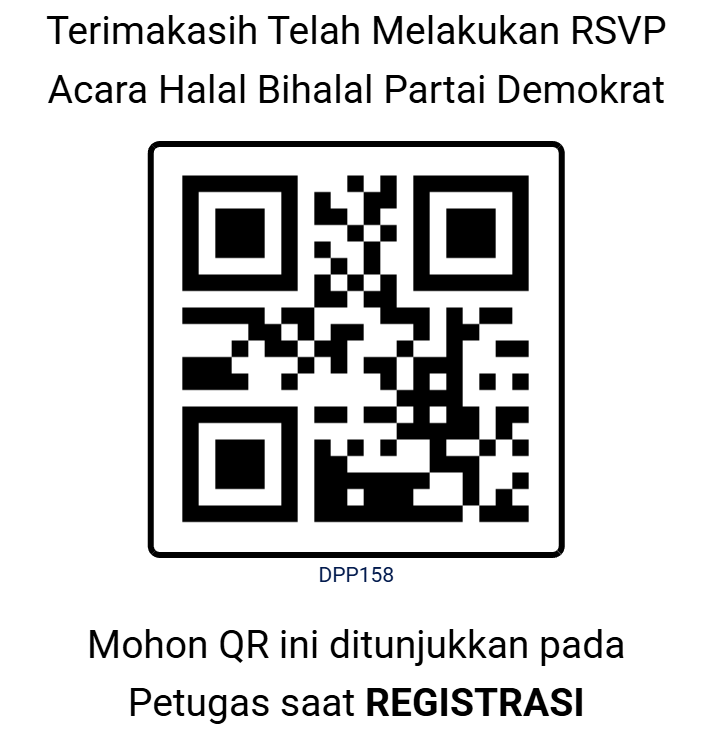 Terimakasih Telah Melakukan RSVP
Acara Halal Bihalal Partai Demokrat
DPP158
Mohon QR ini ditunjukkan pada
Petugas saat REGISTRASI